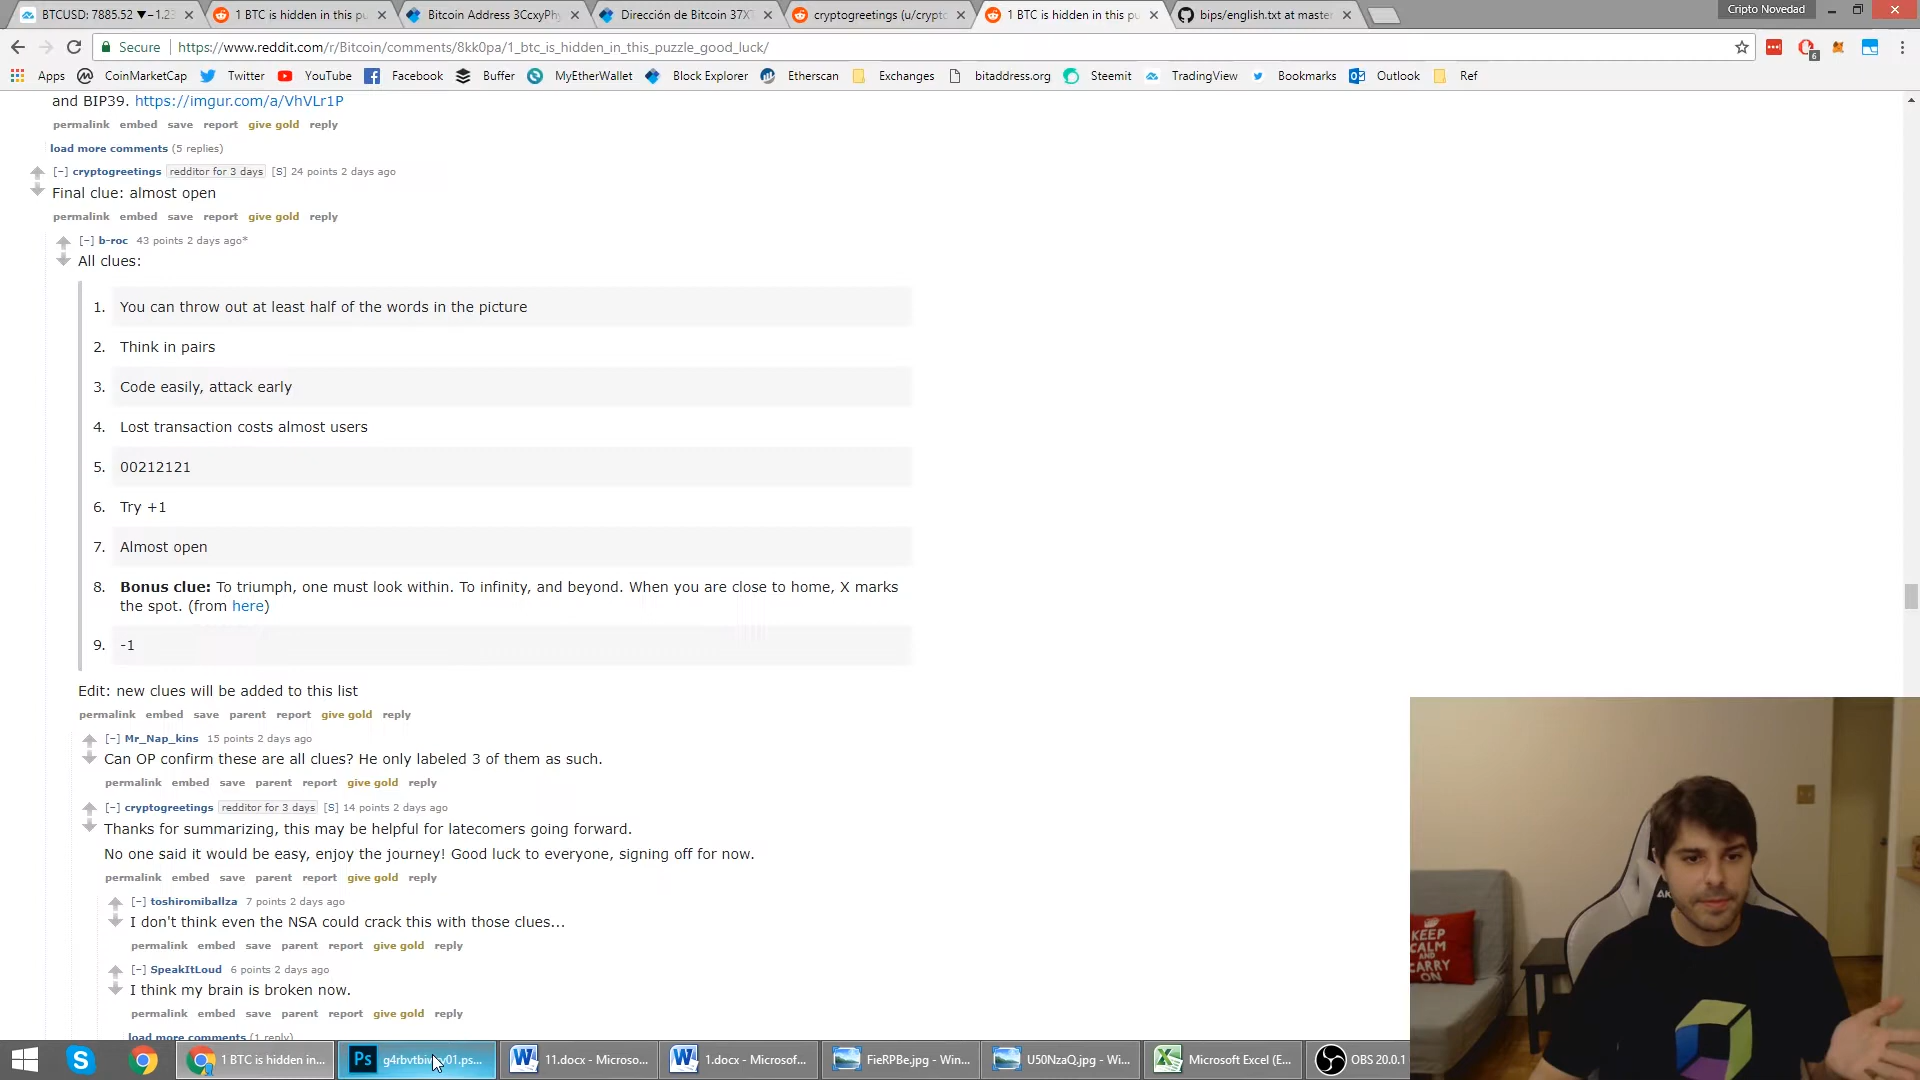 BTCUSD: 7885.52 ▼−1.23
1 BTC is hidden in this pu
Bitcoin Address 3CcxyPhy
Dirección de Bitcoin 37XT
cryptogreetings (u/crypto
1 BTC is hidden in this pu
bips/english.txt at master
Cripto Novedad
Secure | https://www.reddit.com/r/Bitcoin/comments/8kk0pa/1_btc_is_hidden_in_this_puzzle_good_luck/
6
Apps CoinMarketCap Twitter YouTube Facebook Buffer MyEtherWallet Block Explorer Etherscan Exchanges bitaddress.org Steemit TradingView Bookmarks Outlook Ref
and BIP39. https://imgur.com/a/VhVLr1P
permalink embed save report give gold reply
load more comments (5 replies)
[–] cryptogreetings redditor for 3 days [S] 24 points 2 days ago
Final clue: almost open
permalink embed save report give gold reply
[–] b-roc 43 points 2 days ago*
All clues:
1. You can throw out at least half of the words in the picture
2. Think in pairs
3. Code easily, attack early
4. Lost transaction costs almost users
5. 00212121
6. Try +1
7. Almost open
8. Bonus clue: To triumph, one must look within. To infinity, and beyond. When you are close to home, X marks
the spot. (from here)
9. -1
Edit: new clues will be added to this list
permalink embed save parent report give gold reply
[–] Mr_Nap_kins 15 points 2 days ago
Can OP confirm these are all clues? He only labeled 3 of them as such.
permalink embed save parent report give gold reply
[–] cryptogreetings redditor for 3 days [S] 14 points 2 days ago
Thanks for summarizing, this may be helpful for latecomers going forward.
No one said it would be easy, enjoy the journey! Good luck to everyone, signing off for now.
permalink embed save parent report give gold reply
[–] toshiromiballza 7 points 2 days ago
I don't think even the NSA could crack this with those clues...
permalink embed save parent report give gold reply
[–] SpeakItLoud 6 points 2 days ago
I think my brain is broken now.
permalink embed save parent report give gold reply
load more comments (1 reply)
KEEP
CALM
AND
CARRY
ON
1 BTC is hidden in...
Ps
11.docx - Microso...
1.docx - Microsof...
FieRPBe.jpg - Win...
U50NzaQ.jpg - Wi...
Microsoft Excel (E...
OBS 20.0.1